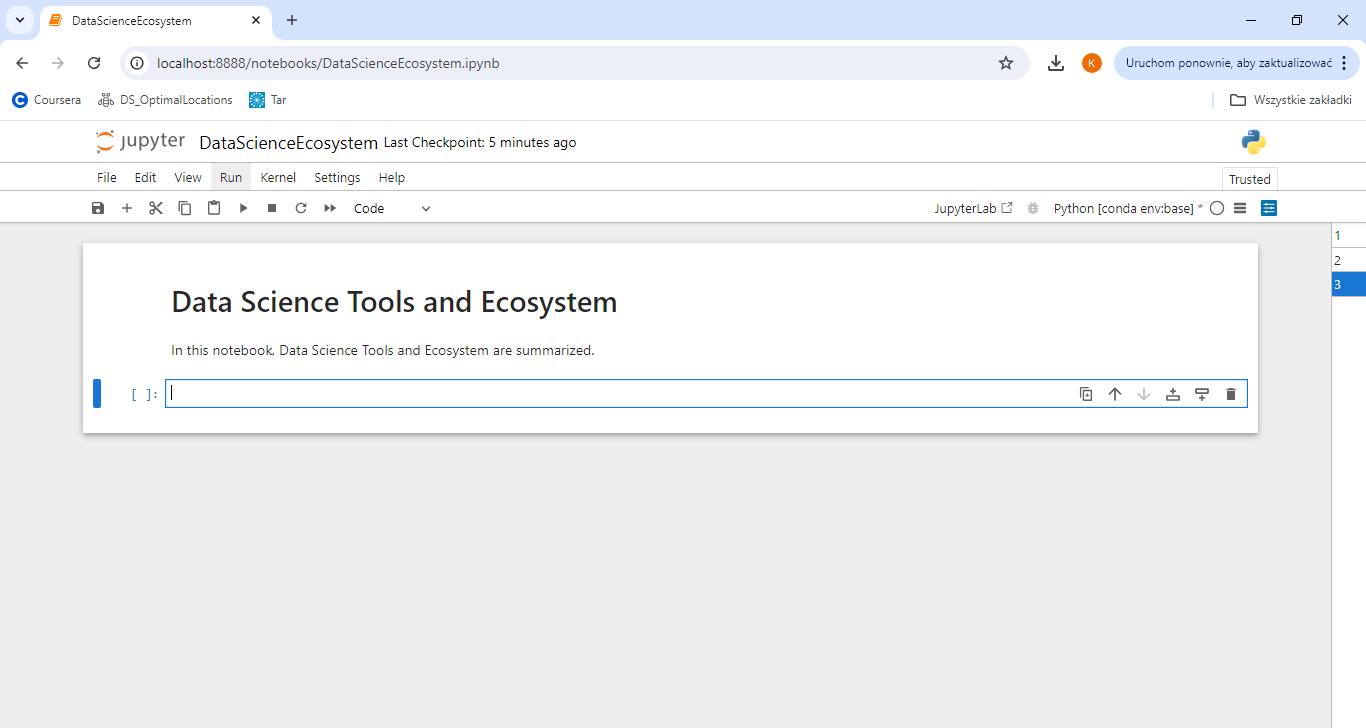 DataScienceEcosystem
localhost:8888/notebooks/DataScienceEcosystem.ipynb
K
Uruchom ponownie, aby zaktualizować
Coursera DS_OptimalLocations Tar Wszystkie zakładki
jupyter DataScienceEcosystem Last Checkpoint: 5 minutes ago
File Edit View Run Kernel Settings Help Trusted
Code JupyterLab Python [conda env:base] *
1
2
3
Data Science Tools and Ecosystem
In this notebook, Data Science Tools and Ecosystem are summarized.
[ ]: